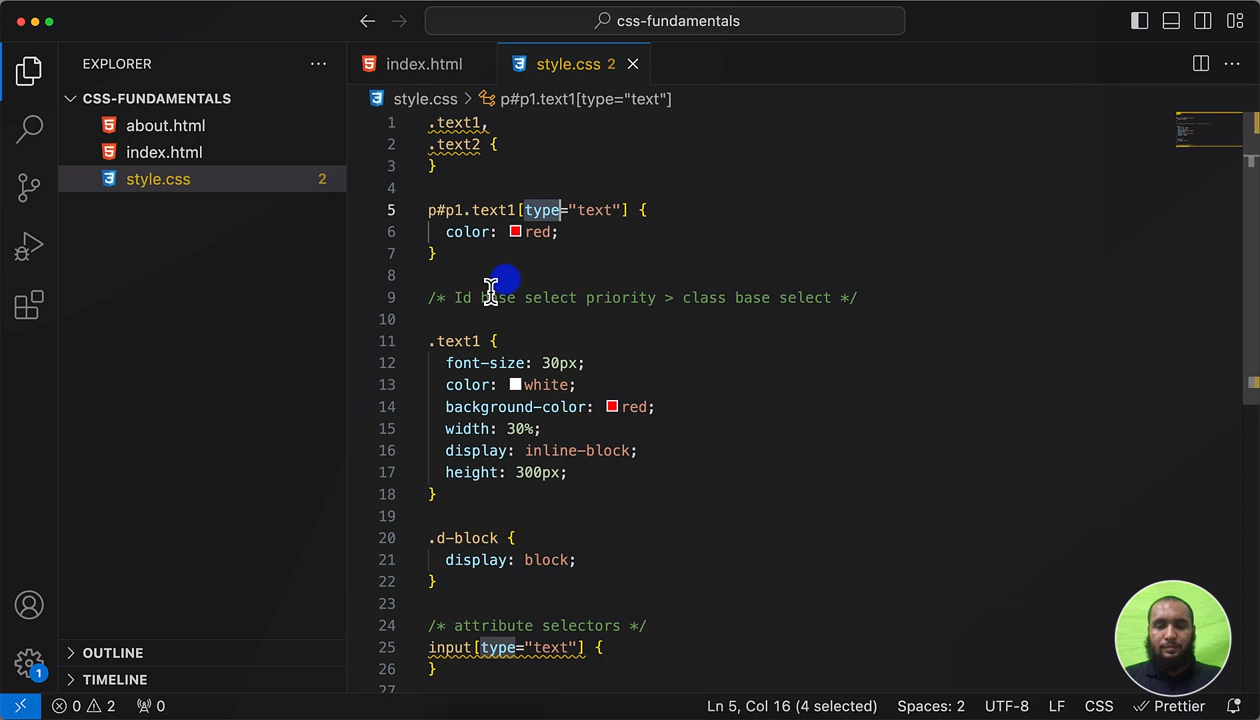 css-fundamentals
EXPLORER
CSS-FUNDAMENTALS
about.html
index.html
style.css 2
OUTLINE
TIMELINE
index.html
style.css 2
style.css > p#p1.text1[type="text"]
1 .text1,
2 .text2 {
3 }
4
5 p#p1.text1[type="text"] {
6 color: red;
7 }
8
9 /* Id base select priority > class base select */
10
11 .text1 {
12 font-size: 30px;
13 color: white;
14 background-color: red;
15 width: 30%;
16 display: inline-block;
17 height: 300px;
18 }
19
20 .d-block {
21 display: block;
22 }
23
24 /* attribute selectors */
25 input[type="text"] {
26 }
27
1
0 2 0 Ln 5, Col 16 (4 selected) Spaces: 2 UTF-8 LF CSS Prettier